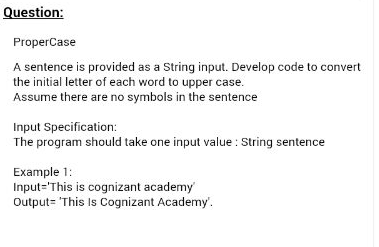 Question:
ProperCase
A sentence is provided as a String input. Develop code to convert
the initial letter of each word to upper case.
Assume there are no symbols in the sentence
Input Specification:
The program should take one input value : String sentence
Example 1:
Input='This is cognizant academy'
Output= 'This Is Cognizant Academy'.